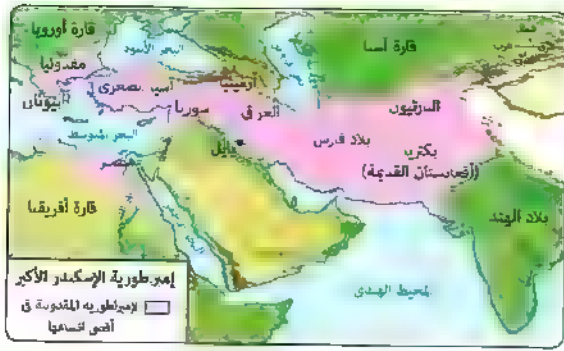 قارة أوروبا
البحر الأسود
قارة آسيا
مقدونيا
آسيا الصغرى
أرمينيا
اليونان
سوريا
العراق
البارثيون
البحر المتوسط
بابل
بلاد فارس
بكتريا
(أفغانستان القديمة)
مصر
قارة أفريقيا
بلاد الهند
المحيط الهندي
إمبراطورية الإسكندر الأكبر
الإمبراطورية المقدونية في
أقصى اتساعها